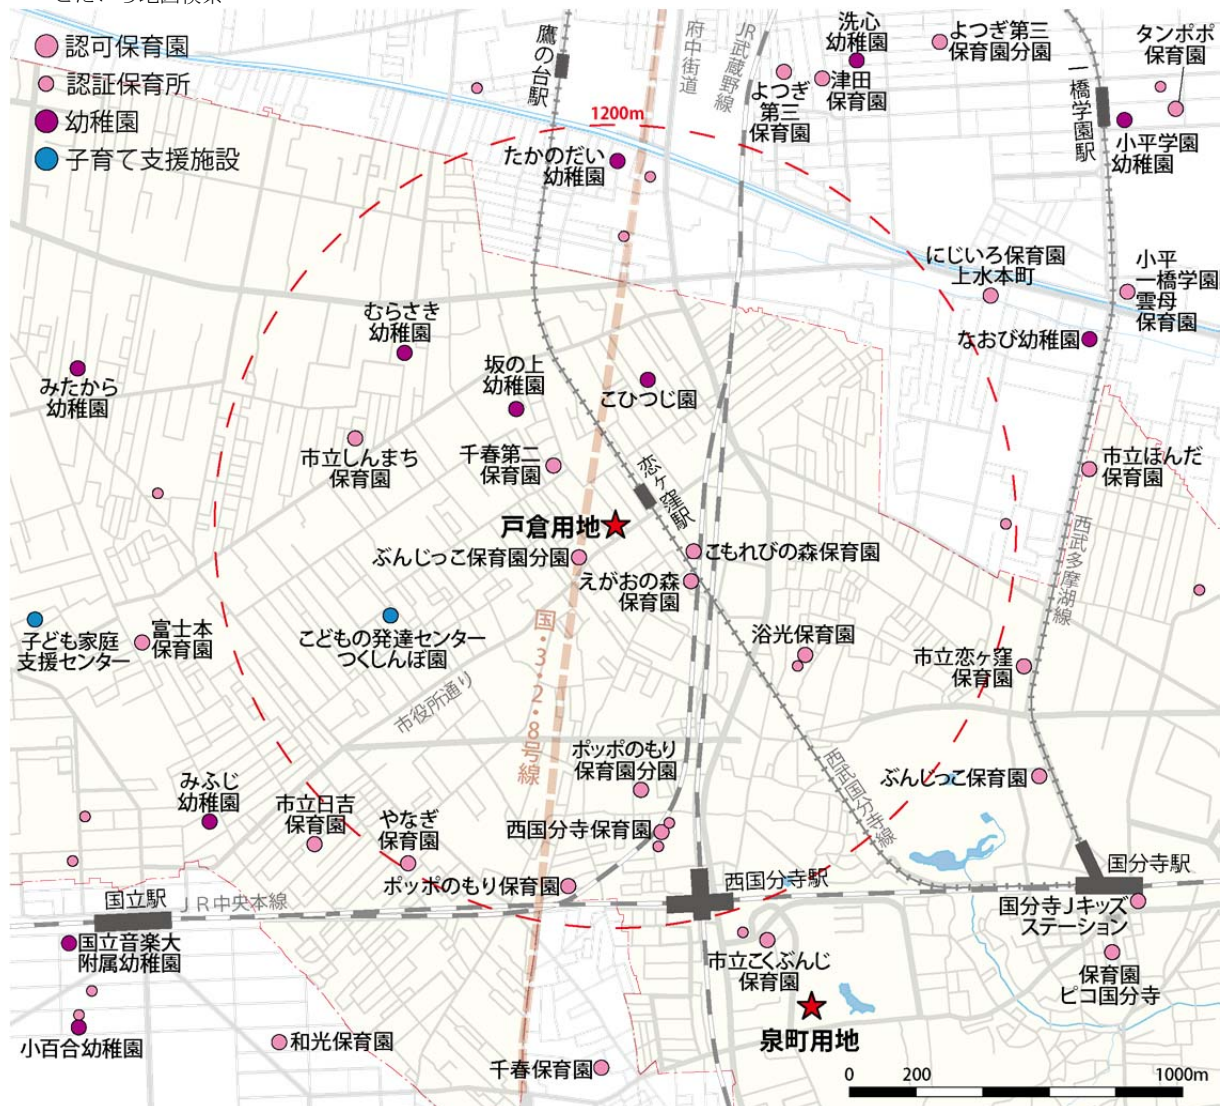 認可保育園
認証保育所
幼稚園
子育て支援施設
鷹の台駅
府中街道
JR武蔵野線
洗心
幼稚園
よつぎ第三
保育園分園
タンポポ
保育園
よつぎ
第三
保育園
津田
保育園
一橋学園駅
小平学園
幼稚園
1200m
たかのだい
幼稚園
にじいろ保育園
上水本町
小平
一橋学園
雲母
保育園
なおび幼稚園
むらさき
幼稚園
みたから
幼稚園
坂の上
幼稚園
こひつじ園
市立しんまち
保育園
千春第二
保育園
恋ヶ窪駅
市立ほんだ
保育園
戸倉用地
ぶんじっこ保育園分園
こもれびの森保育園
えがおの森
保育園
西武多摩湖線
子ども家庭
支援センター
富士本
保育園
こどもの発達センター
つくしんぼ園
国・3・2・8号線
浴光保育園
市立恋ヶ窪
保育園
市役所通り
ポッポのもり
保育園分園
西武国分寺線
ぶんじっこ保育園
みふじ
幼稚園
市立日吉
保育園
やなぎ
保育園
西国分寺保育園
ポッポのもり保育園
西国分寺駅
国分寺駅
国立駅
JR中央本線
国分寺Jキッズ
ステーション
国立音楽大
附属幼稚園
市立こくぶんじ
保育園
保育園
ピコ国分寺
小百合幼稚園
和光保育園
千春保育園
泉町用地
0 200 1000m